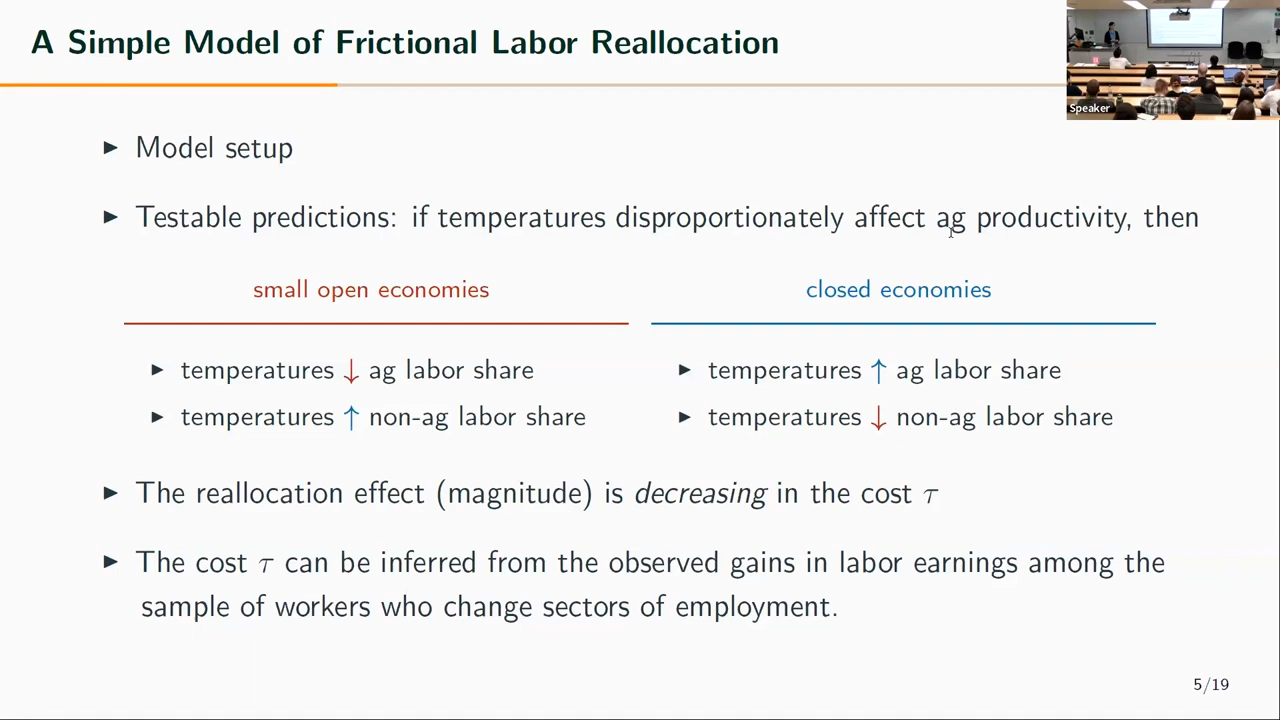 A Simple Model of Frictional Labor Reallocation
Speaker
▶ Model setup
▶ Testable predictions: if temperatures disproportionately affect ag productivity, then
small open economies
closed economies
▶ temperatures ↓ ag labor share
▶ temperatures ↑ non-ag labor share
▶ temperatures ↑ ag labor share
▶ temperatures ↓ non-ag labor share
▶ The reallocation effect (magnitude) is decreasing in the cost τ
▶ The cost τ can be inferred from the observed gains in labor earnings among the
sample of workers who change sectors of employment.
5/19